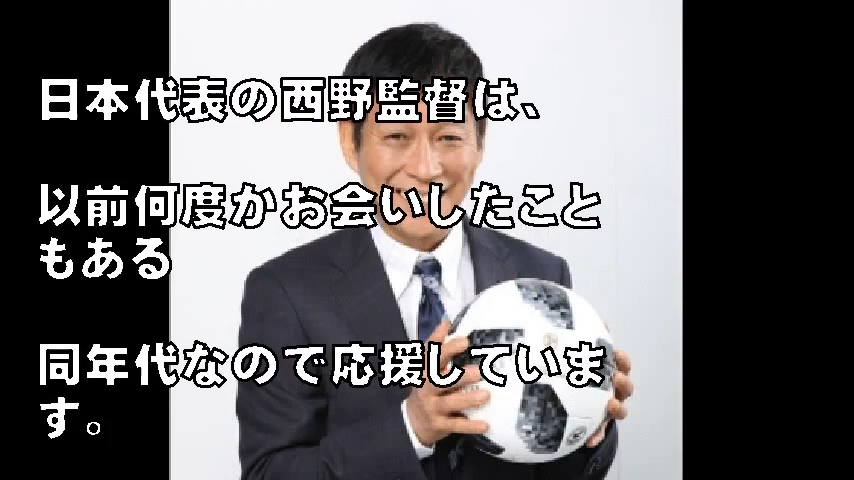 日本代表の西野監督は、
以前何度かお会いしたこと
もある
同年代なので応援していま
す。